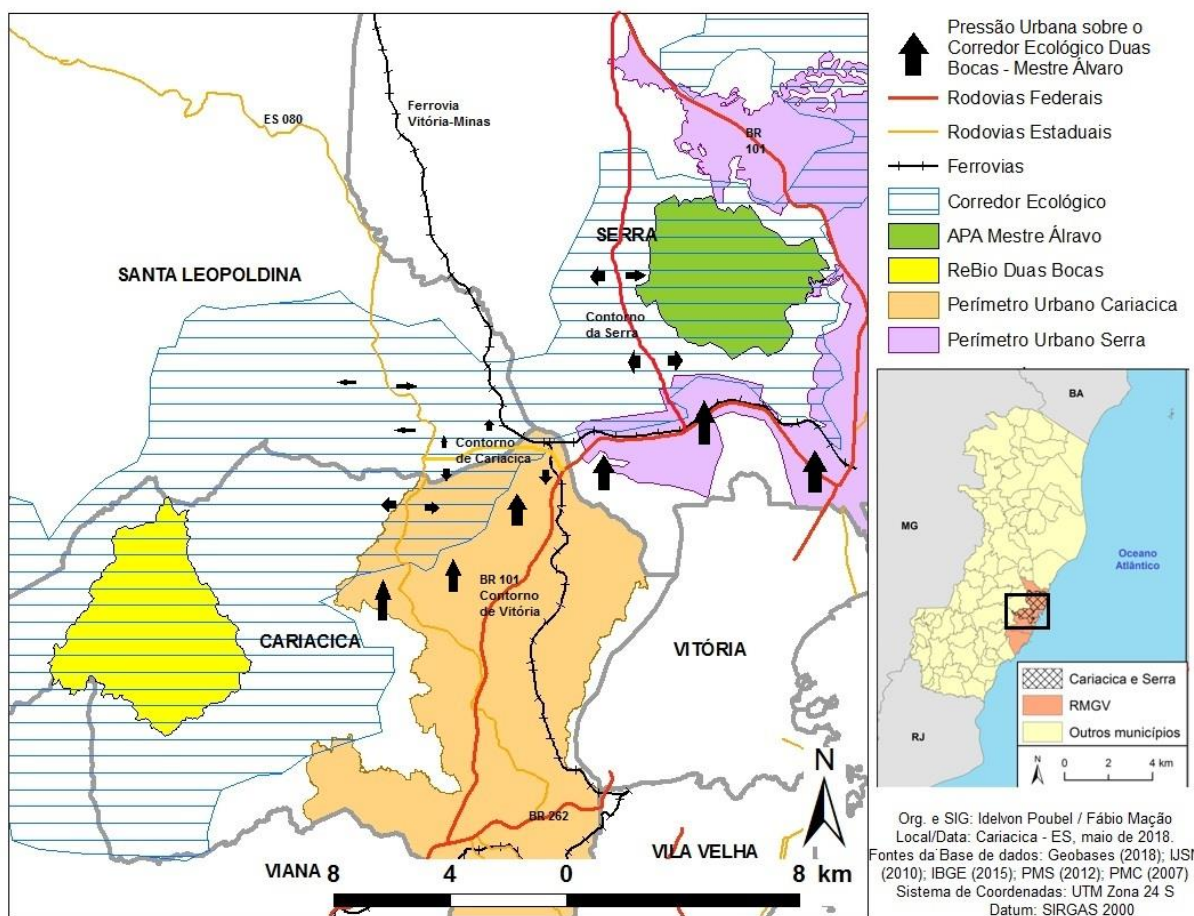 ES 080
Ferrovia
Vitória-Minas
BR
101
SERRA
SANTA LEOPOLDINA
Contorno
da Serra
Contorno
de Cariacica
BR 101
Contorno
de Vitória
CARIACICA
VITÓRIA
N
BR 262
VILA VELHA
VIANA
8 4 0 8 km
Pressão Urbana sobre o
Corredor Ecológico Duas
Bocas - Mestre Álvaro
Rodovias Federais
Rodovias Estaduais
Ferrovias
Corredor Ecológico
APA Mestre Álravo
ReBio Duas Bocas
Perímetro Urbano Cariacica
Perímetro Urbano Serra
BA
MG
Oceano
Atlântico
RJ
Cariacica e Serra
RMGV
Outros municípios
N
0 2 4 km
Org. e SIG: Idelvon Poubel / Fábio Mação
Local/Data: Cariacica - ES, maio de 2018.
Fontes da Base de dados: Geobases (2018); IJSN
(2010); IBGE (2015); PMS (2012); PMC (2007)
Sistema de Coordenadas: UTM Zona 24 S
Datum: SIRGAS 2000